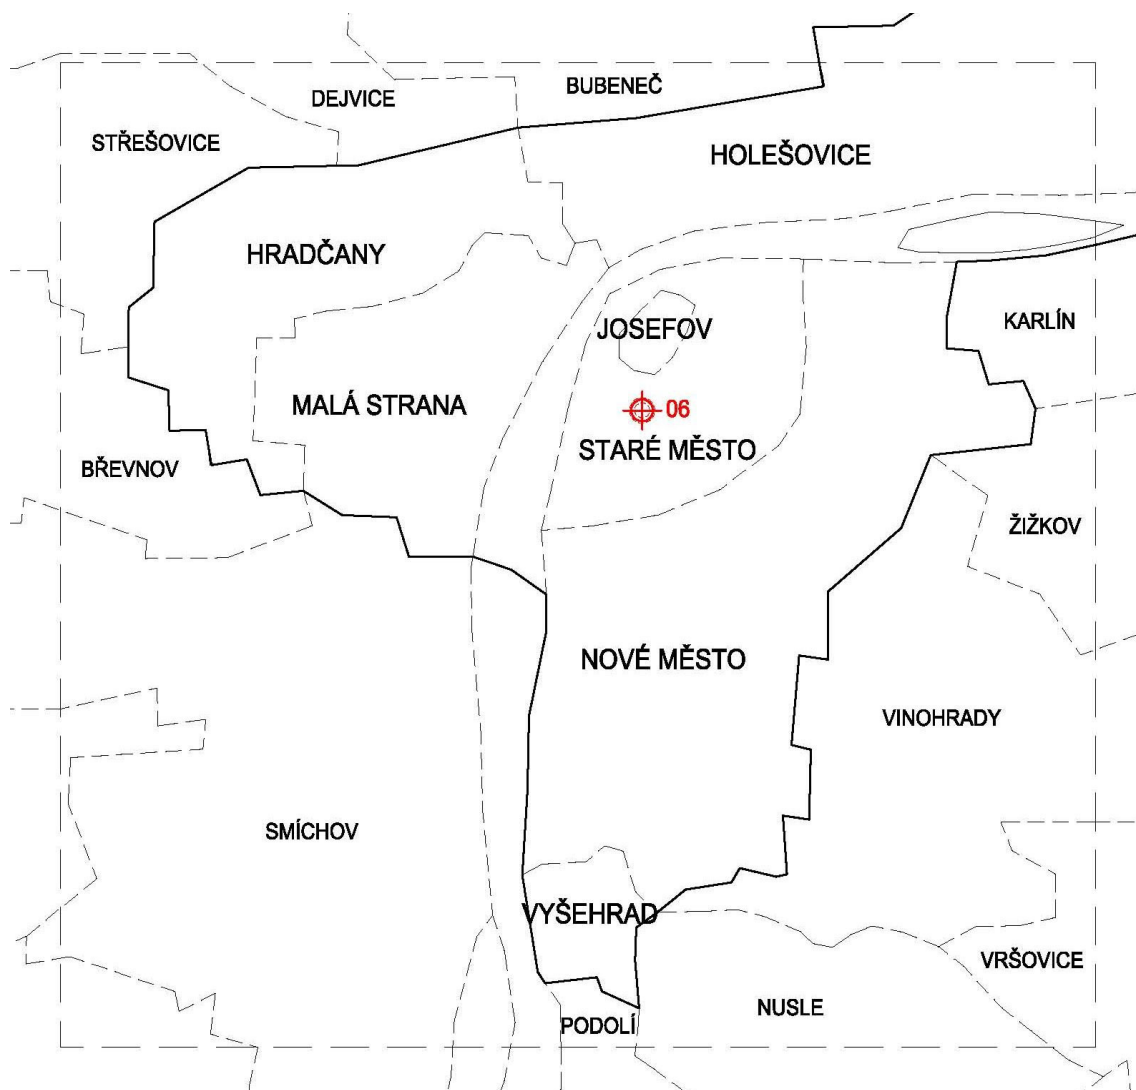 BUBENEČ
DEJVICE
STŘEŠOVICE
HOLEŠOVICE
HRADČANY
KARLÍN
JOSEFOV
MALÁ STRANA
06
STARÉ MĚSTO
BŘEVNOV
ŽIŽKOV
NOVÉ MĚSTO
VINOHRADY
SMÍCHOV
VYŠEHRAD
VRŠOVICE
NUSLE
PODOLÍ